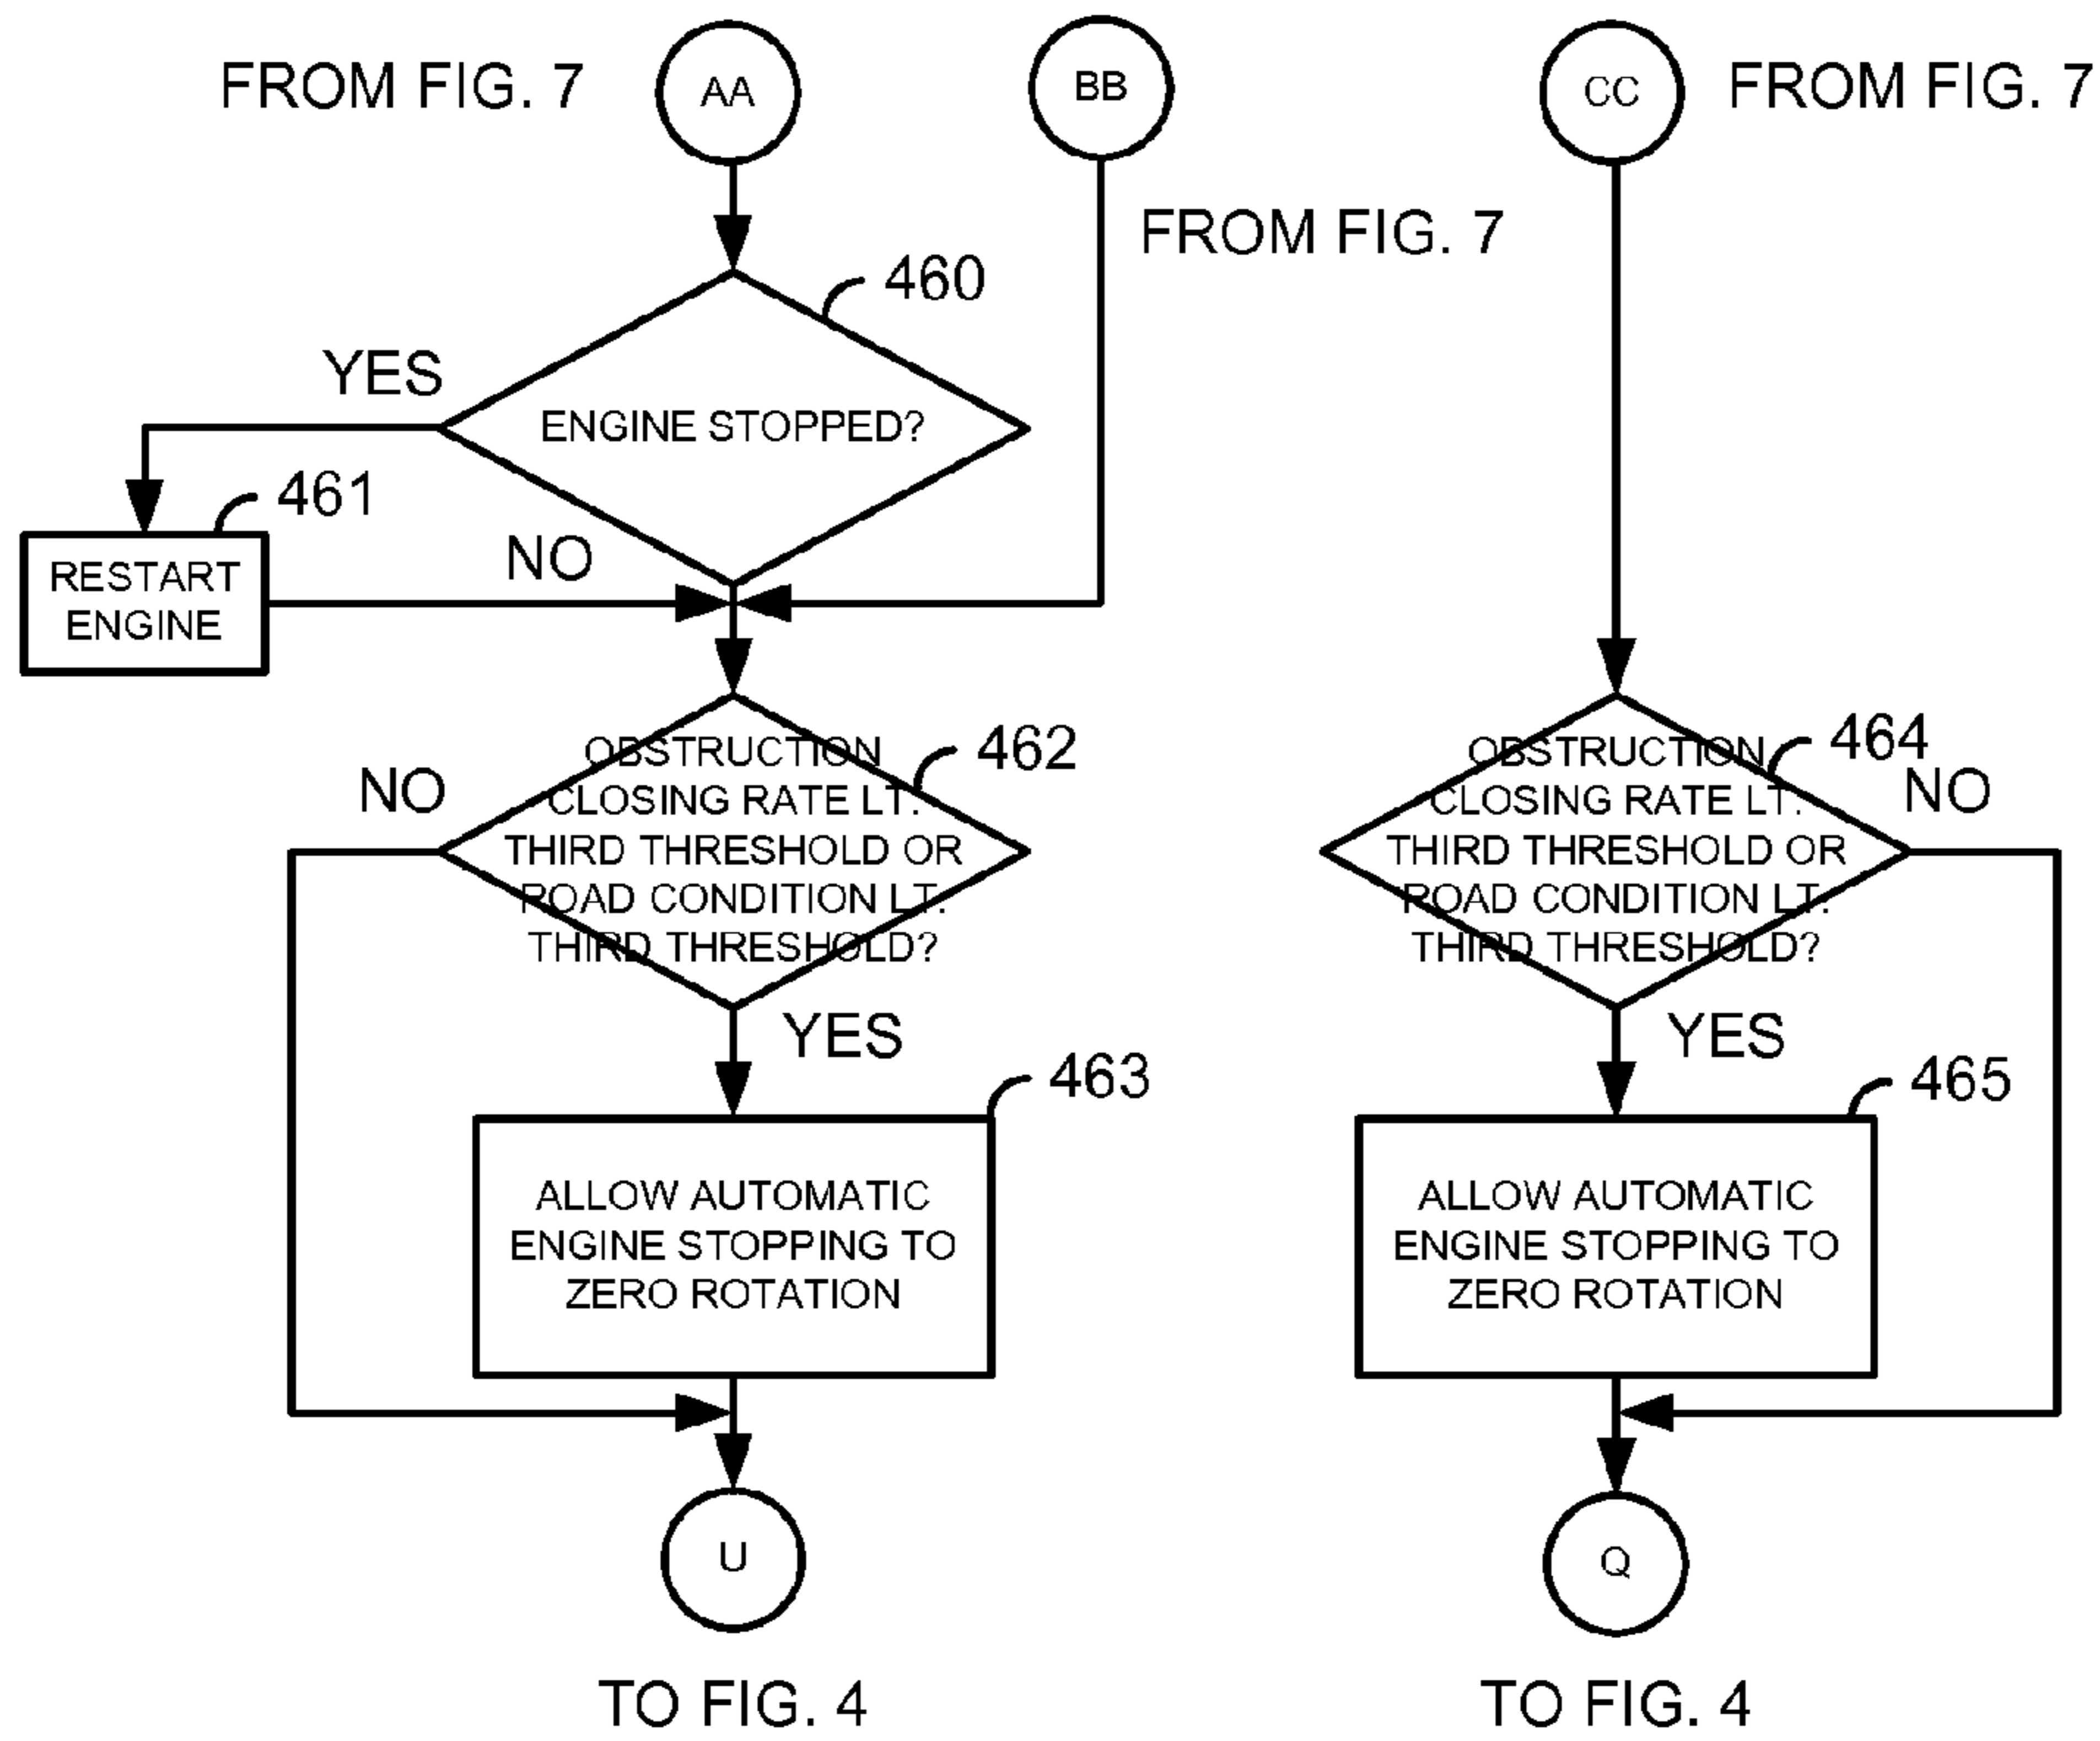 FROM FIG. 7
AA
BB
CC
FROM FIG. 7
FROM FIG. 7
460
YES
ENGINE STOPPED?
461
NO
RESTART
ENGINE
462
NO
OBSTRUCTION
CLOSING RATE LT.
THIRD THRESHOLD OR
ROAD CONDITION LT.
THIRD THRESHOLD?
464
NO
OBSTRUCTION
CLOSING RATE LT.
THIRD THRESHOLD OR
ROAD CONDITION LT.
THIRD THRESHOLD?
YES
YES
463
465
ALLOW AUTOMATIC
ENGINE STOPPING TO
ZERO ROTATION
ALLOW AUTOMATIC
ENGINE STOPPING TO
ZERO ROTATION
U
Q
TO FIG. 4
TO FIG. 4